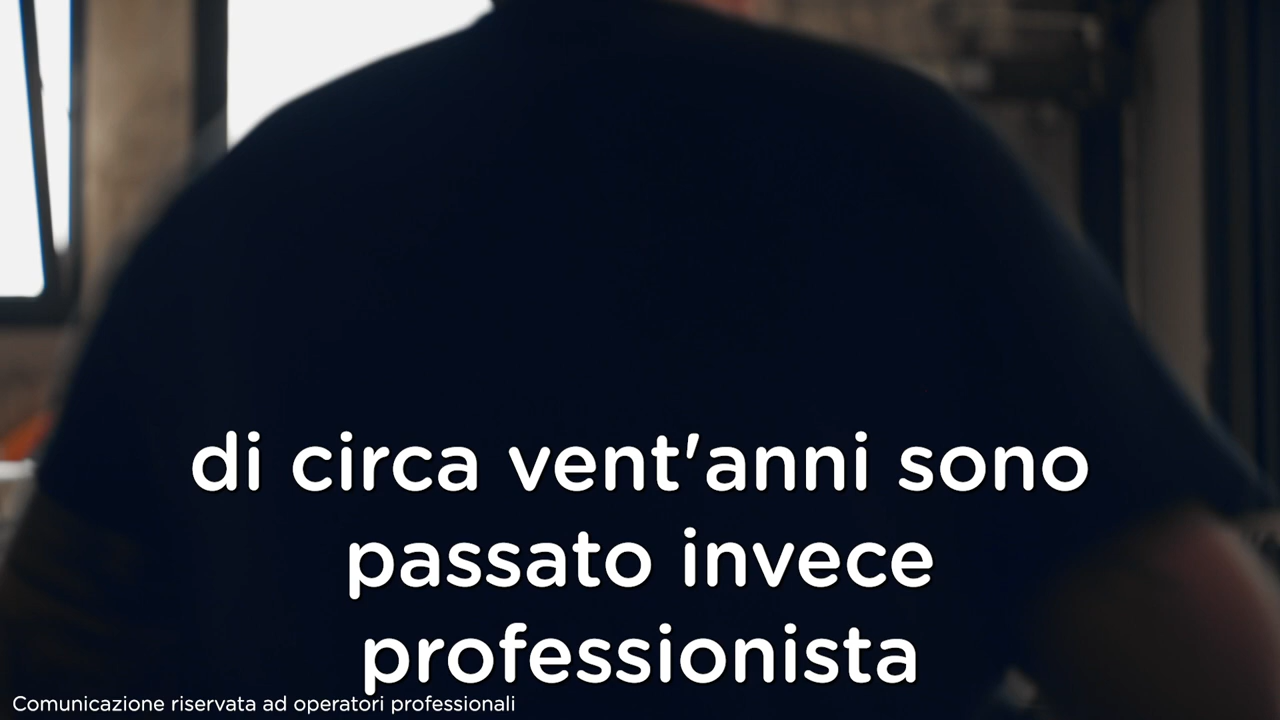 di circa vent'anni sono
passato invece
professionista
Comunicazione riservata ad operatori professionali